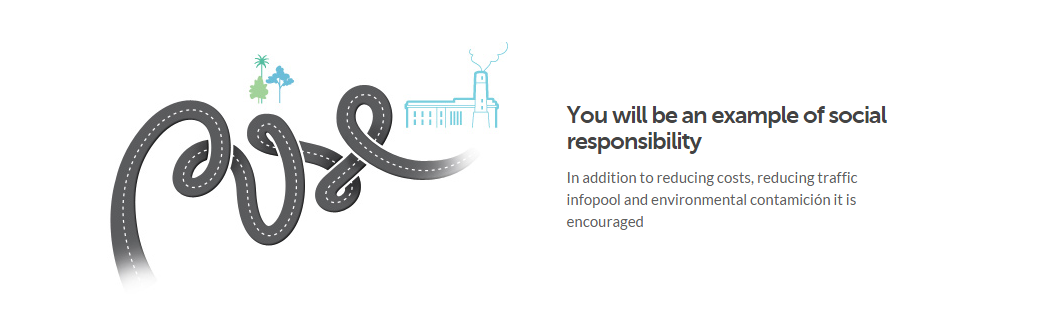 You will be an example of social
responsibility
In addition to reducing costs, reducing traffic
infopool and environmental contamición it is
encouraged